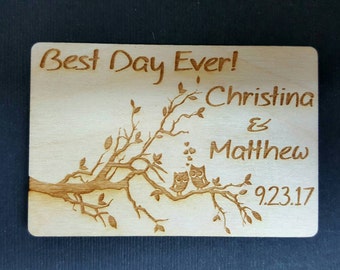 Best Day Ever!
Christina
&
Matthew
9.23.17